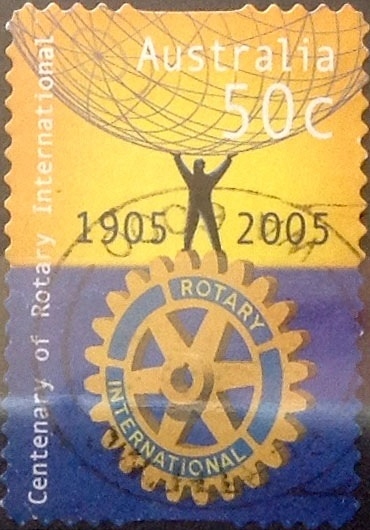 Australia
50c
Centenary of Rotary International
1905 2005
ROTARY
INTERNATIONAL